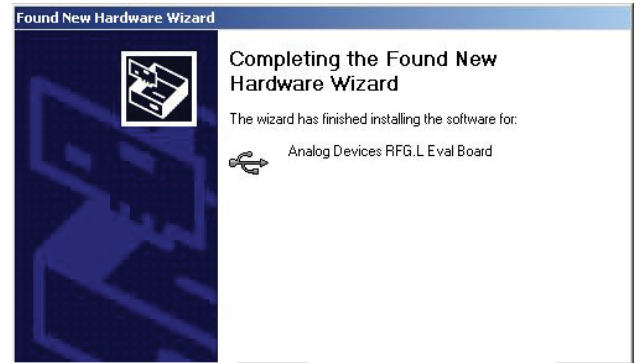 Found New Hardware Wizard
Completing the Found New
Hardware Wizard
The wizard has finished installing the software for:
Analog Devices RFG.L Eval Board